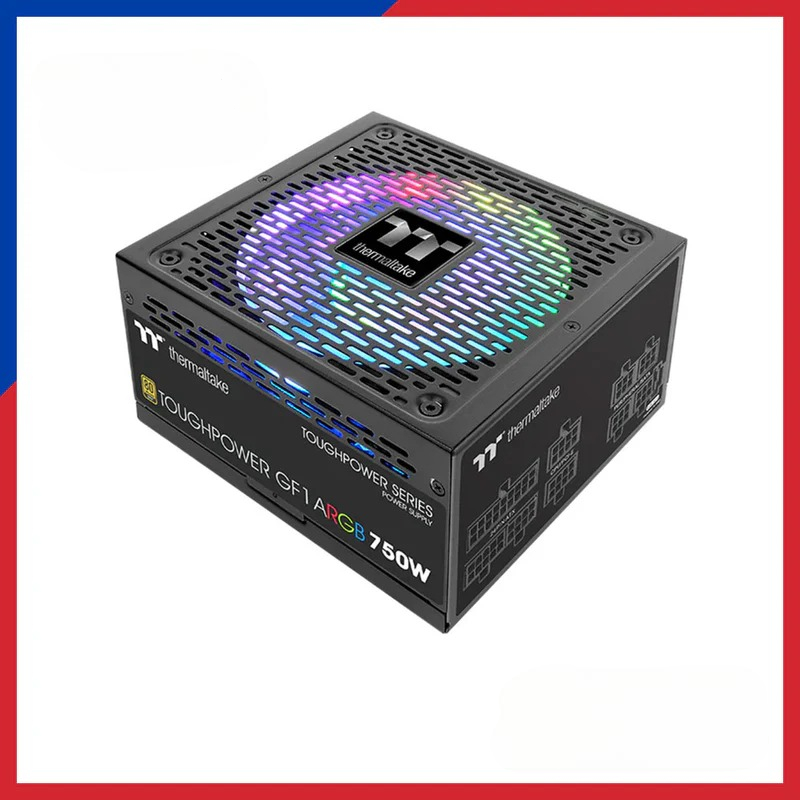 thermaltake
thermaltake
TOUGHPOWER SERIES
POWER SUPPLY
TOUGHPOWER GF1 ARGB 750W
thermaltake